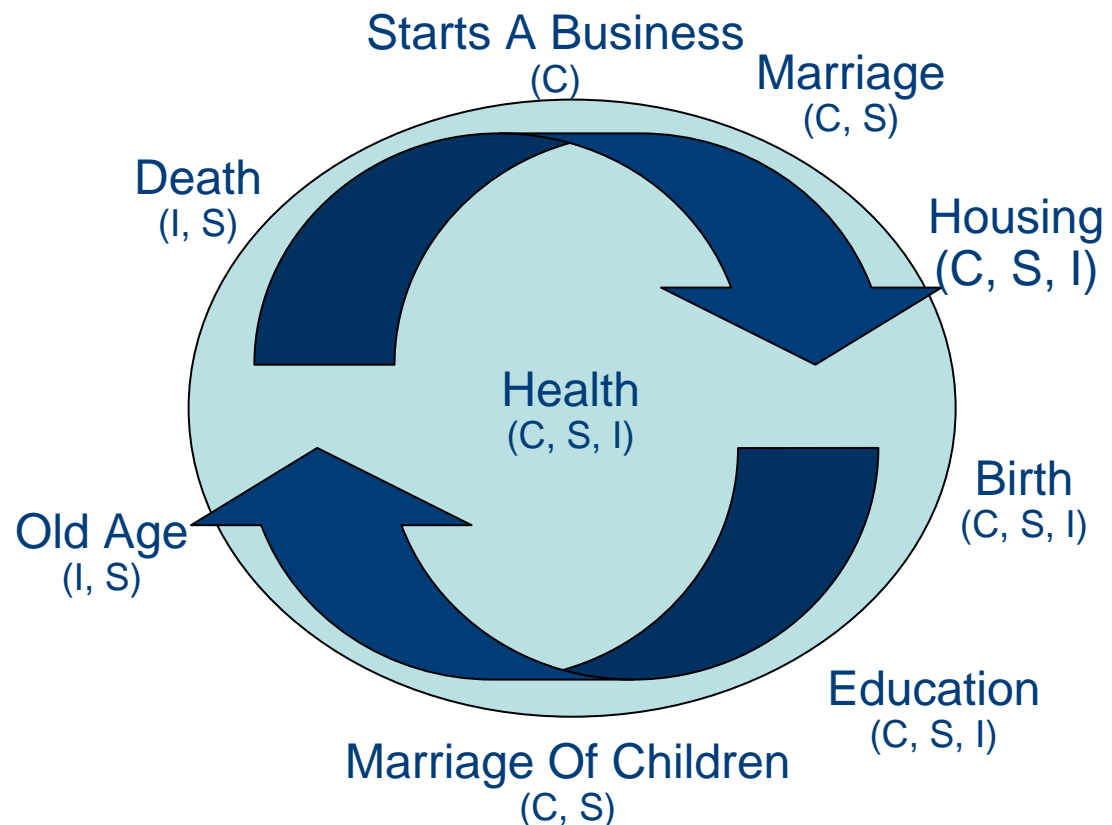 Starts A Business
(C)
Marriage
(C, S)
Death
(I, S)
Housing
(C, S, I)
Health
(C, S, I)
Birth
(C, S, I)
Old Age
(I, S)
Education
(C, S, I)
Marriage Of Children
(C, S)